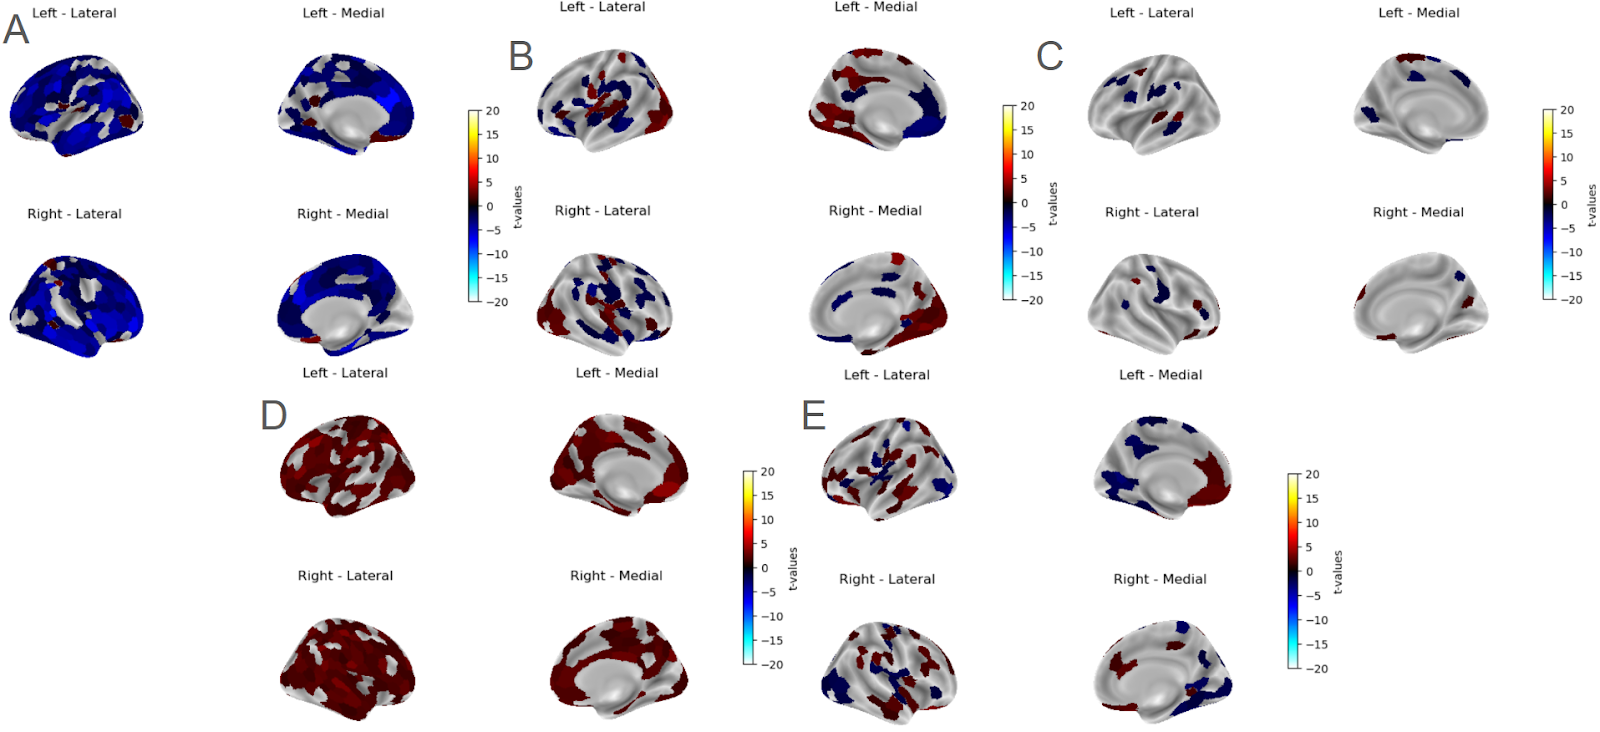 A
Left - Lateral
Left - Medial
Right - Lateral
Right - Medial
20
15
10
5
0
−5
−10
−15
−20
t-values
B
Left - Lateral
Left - Medial
Right - Lateral
Right - Medial
20
15
10
5
0
−5
−10
−15
−20
t-values
C
Left - Lateral
Left - Medial
Right - Lateral
Right - Medial
20
15
10
5
0
−5
−10
−15
−20
t-values
D
Left - Lateral
Left - Medial
Right - Lateral
Right - Medial
20
15
10
5
0
−5
−10
−15
−20
t-values
E
Left - Lateral
Left - Medial
Right - Lateral
Right - Medial
20
15
10
5
0
−5
−10
−15
−20
t-values